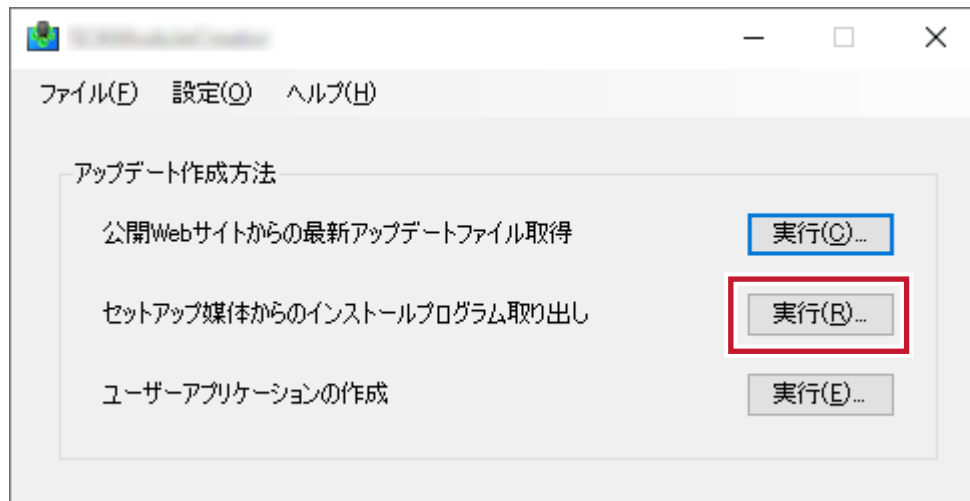 ファイル(F) 設定(O) ヘルプ(H)
アップデート作成方法
公開Webサイトからの最新アップデートファイル取得 実行(C)...
セットアップ媒体からのインストールプログラム取り出し 実行(R)...
ユーザーアプリケーションの作成 実行(E)...